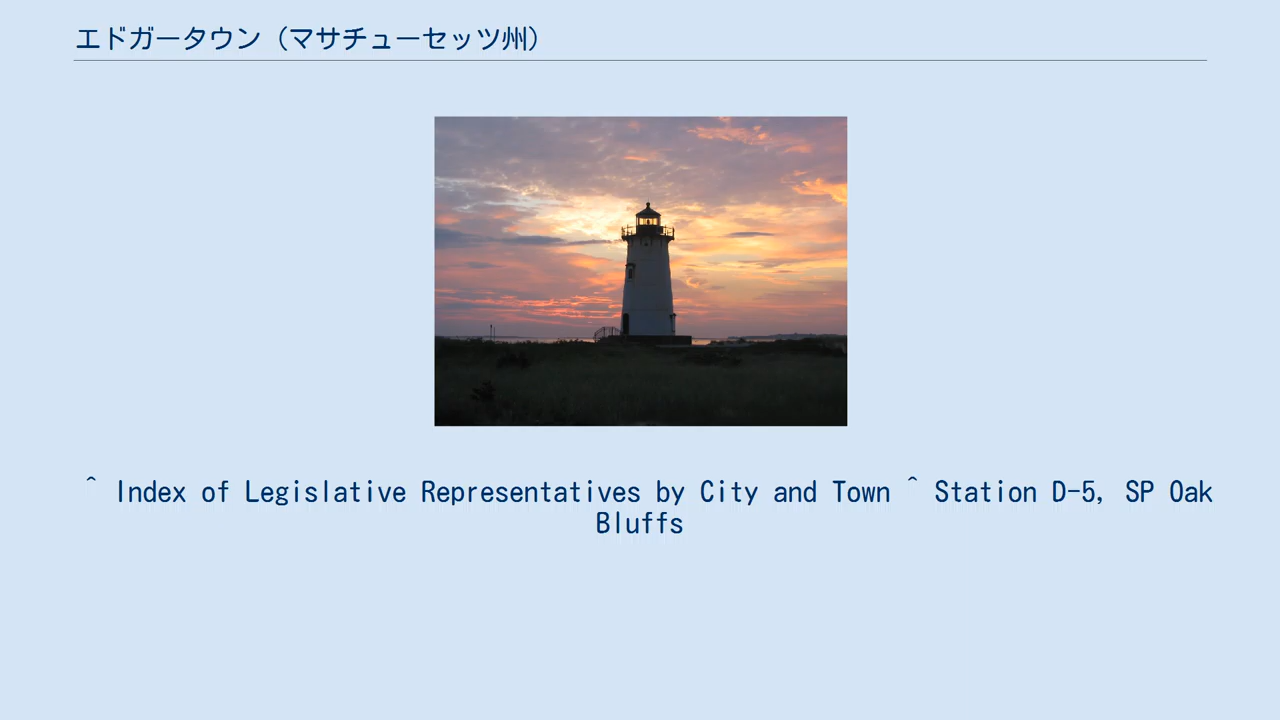 エドガータウン（マサチューセッツ州）
^ Index of Legislative Representatives by City and Town ^ Station D-5, SP Oak
Bluffs